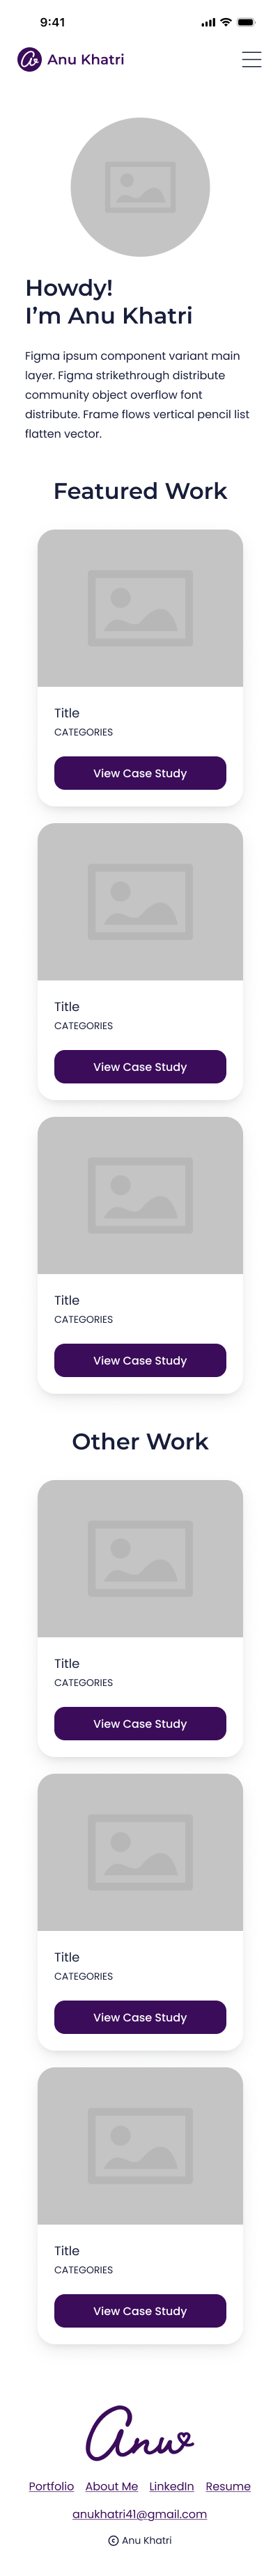 9:41
Anu Khatri
Howdy!
I’m Anu Khatri
Figma ipsum component variant main
layer. Figma strikethrough distribute
community object overflow font
distribute. Frame flows vertical pencil list
flatten vector.
Featured Work
Title
CATEGORIES
View Case Study
Title
CATEGORIES
View Case Study
Title
CATEGORIES
View Case Study
Other Work
Title
CATEGORIES
View Case Study
Title
CATEGORIES
View Case Study
Title
CATEGORIES
View Case Study
Anu
Portfolio About Me LinkedIn Resume
anukhatri41@gmail.com
© Anu Khatri